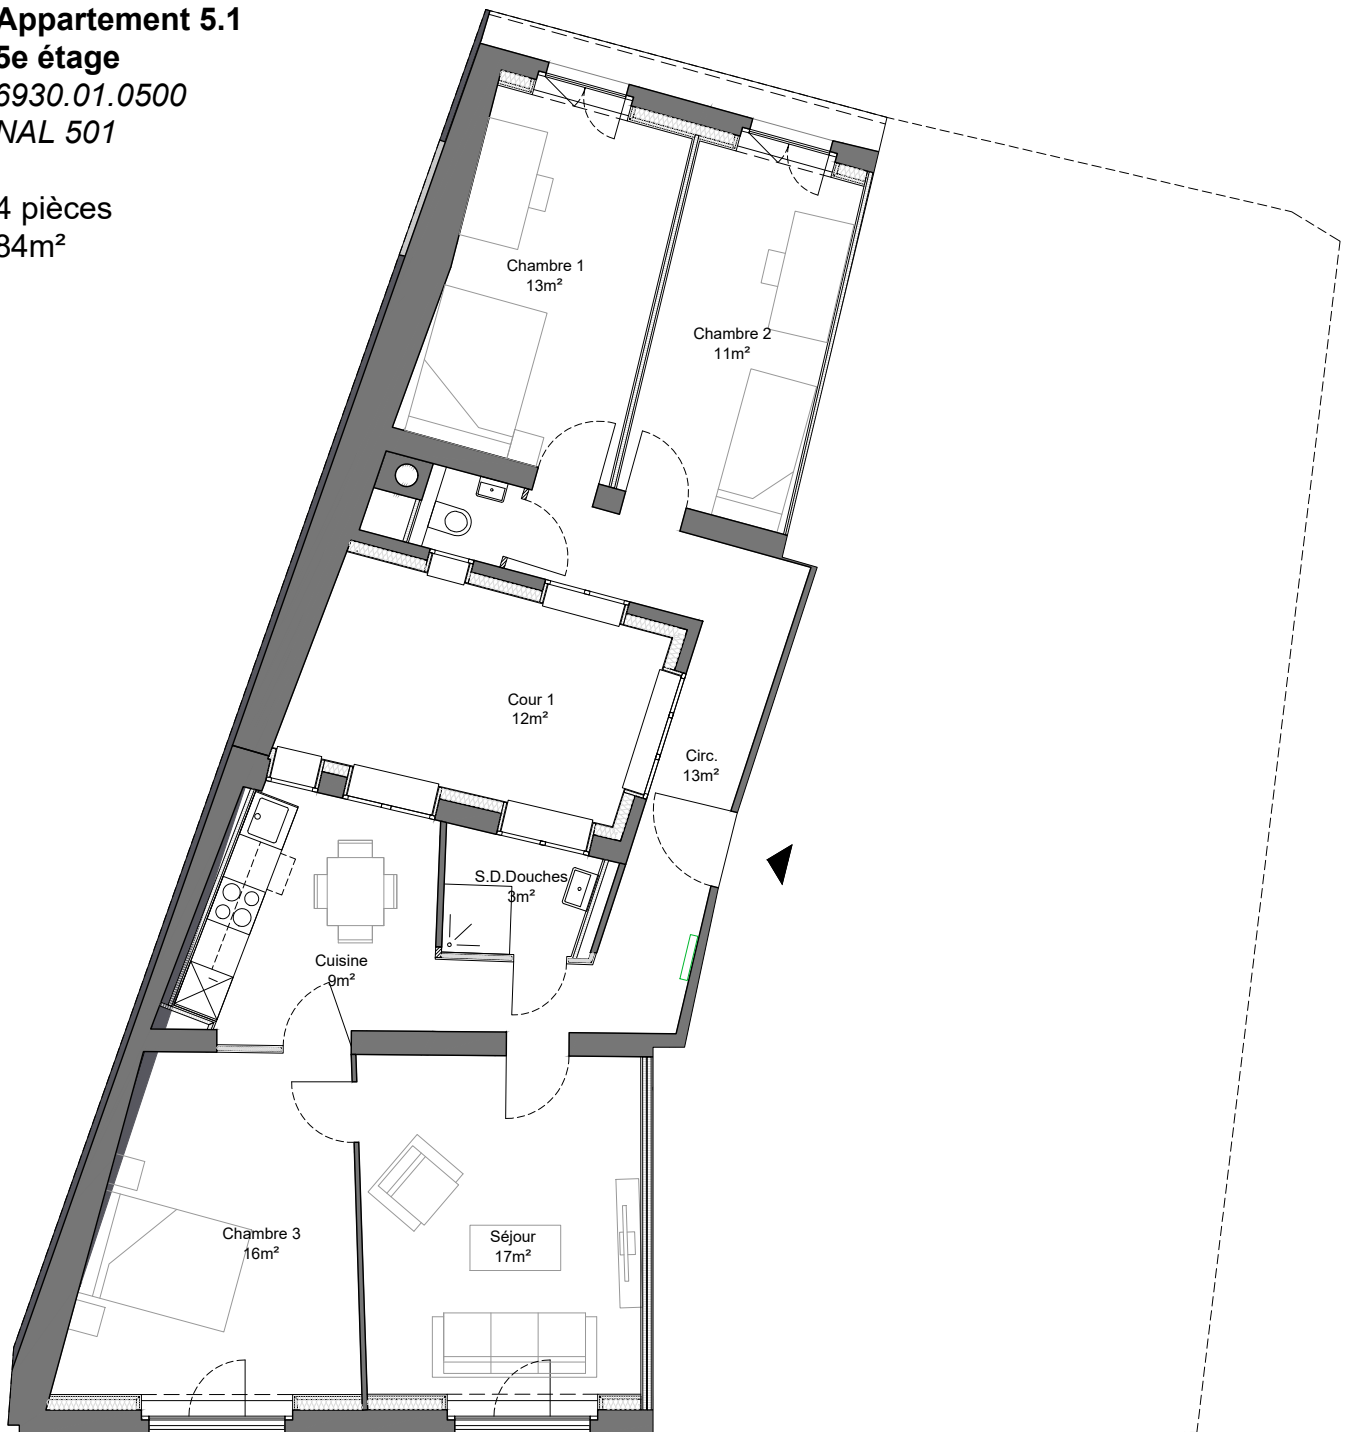 Appartement 5.1
5e étage
6930.01.0500
NAL 501
4 pièces
84m²
Chambre 1
13m²
Chambre 2
11m²
Cour 1
12m²
Circ.
13m²
S.D.Douches
3m²
Cuisine
9m²
Chambre 3
16m²
Séjour
17m²